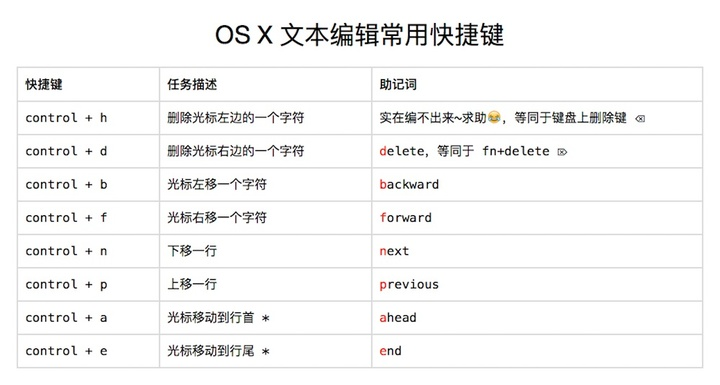 OS X 文本编辑常用快捷键
快捷键 任务描述 助记词
control + h 删除光标左边的一个字符 实在编不出来~求助😂，等同于键盘上删除键 ⌫
control + d 删除光标右边的一个字符 delete，等同于 fn+delete ⌦
control + b 光标左移一个字符 backward
control + f 光标右移一个字符 forward
control + n 下移一行 next
control + p 上移一行 previous
control + a 光标移动到行首 * ahead
control + e 光标移动到行尾 * end